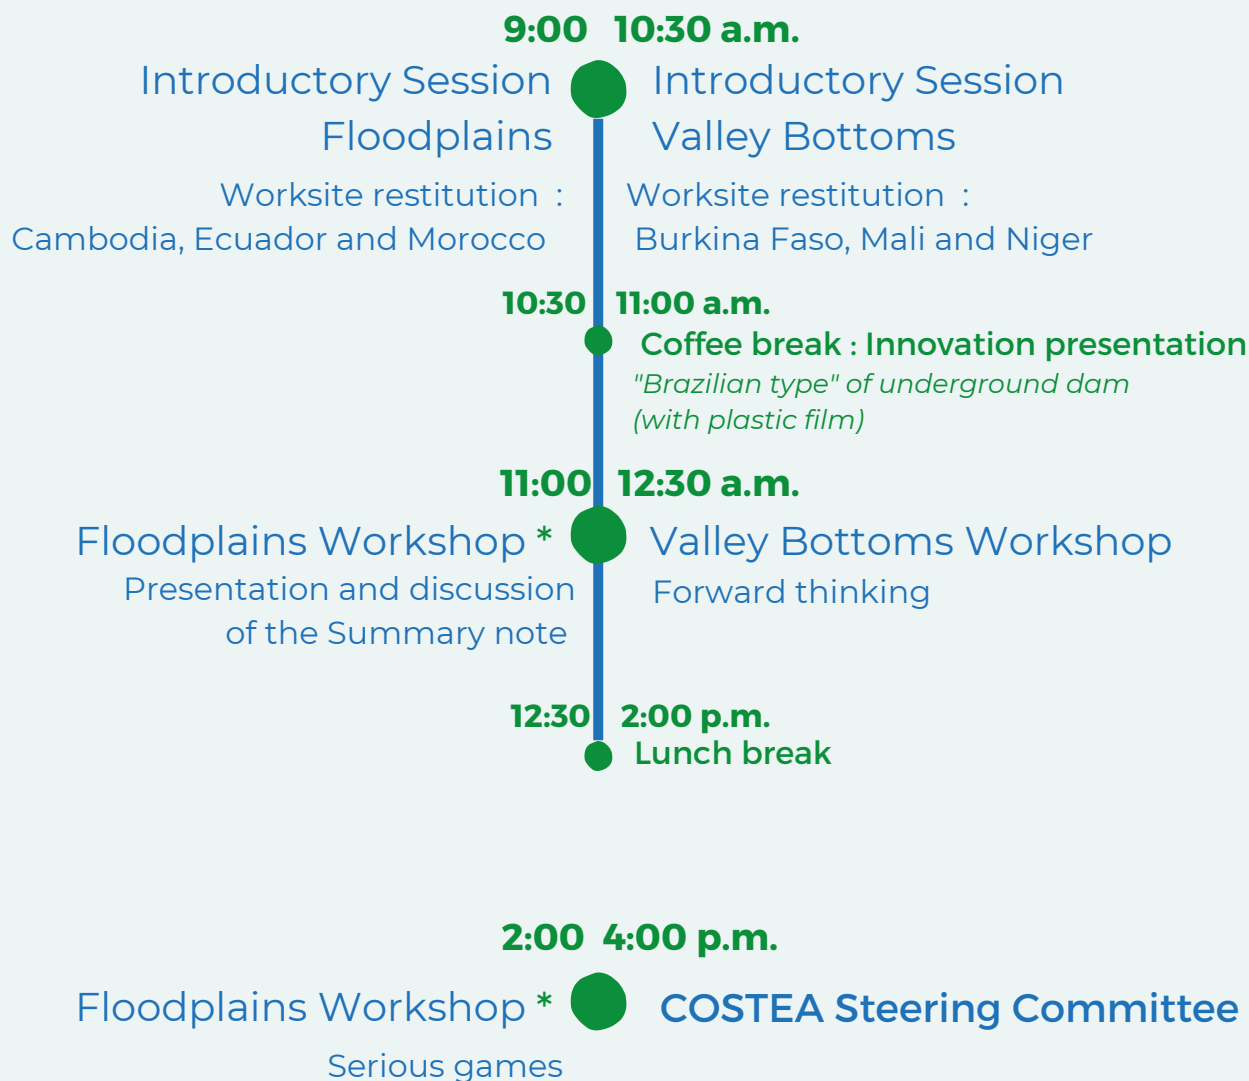 9:00 10:30 a.m.
Introductory Session
Floodplains
Worksite restitution :
Cambodia, Ecuador and Morocco
Introductory Session
Valley Bottoms
Worksite restitution :
Burkina Faso, Mali and Niger
10:30 11:00 a.m.
Coffee break : Innovation presentation
"Brazilian type" of underground dam
(with plastic film)
11:00 12:30 a.m.
Floodplains Workshop *
Presentation and discussion
of the Summary note
Valley Bottoms Workshop
Forward thinking
12:30 2:00 p.m.
Lunch break
2:00 4:00 p.m.
Floodplains Workshop *
Serious games
COSTEA Steering Committee